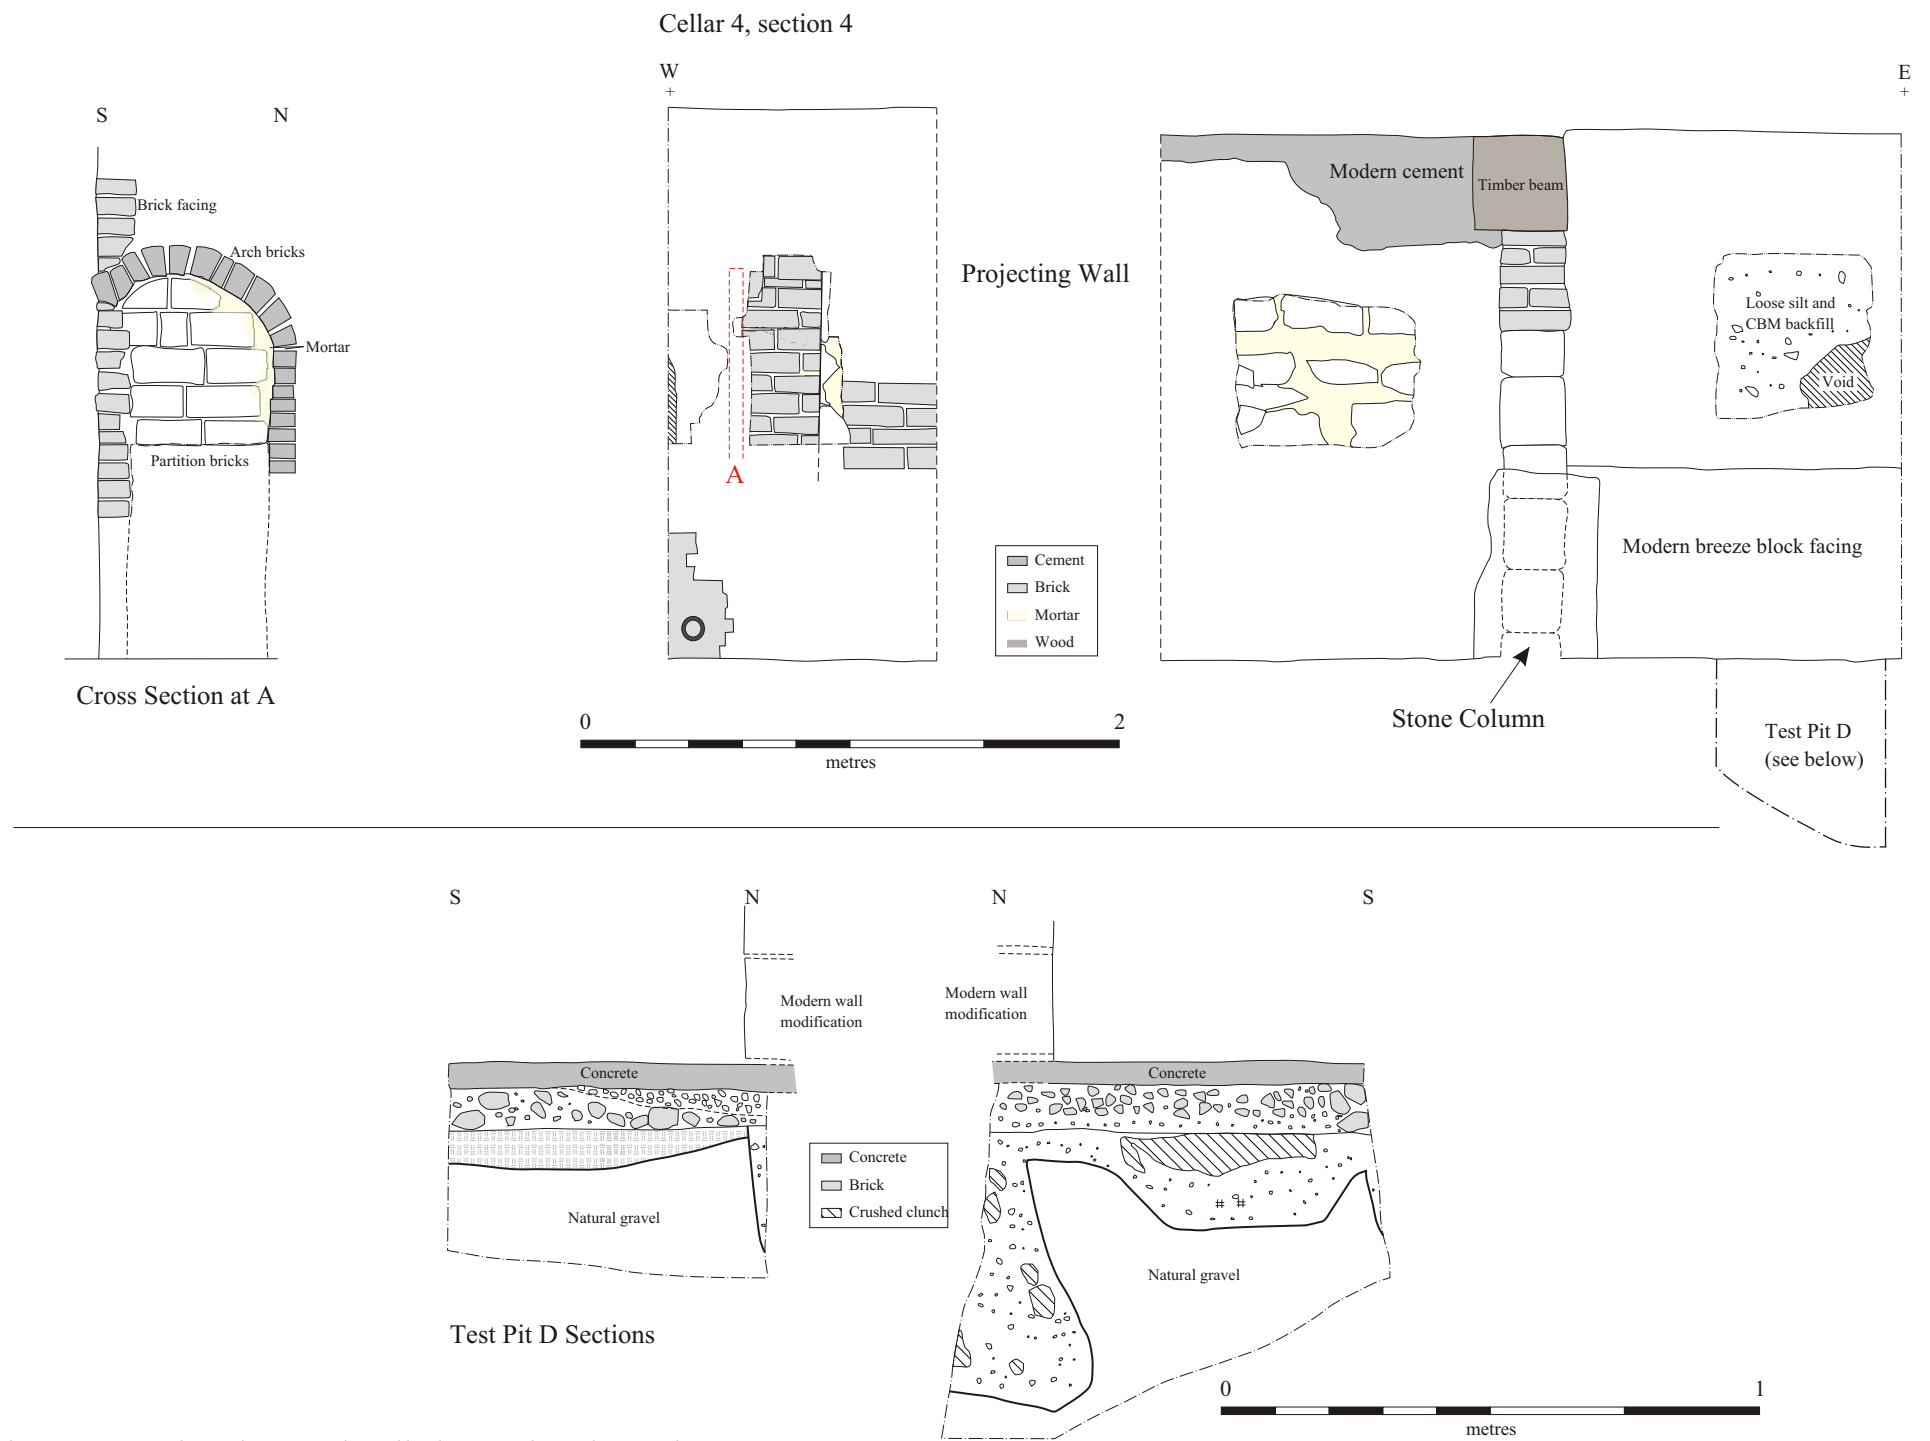 Cellar 4, section 4
W
+
E
+
S
N
Brick facing
Arch bricks
Mortar
Partition bricks
Cross Section at A
A
Projecting Wall
Modern cement
Timber beam
Loose silt and
CBM backfill
Void
Modern breeze block facing
Cement
Brick
Mortar
Wood
Stone Column
0
2
metres
Test Pit D
(see below)
S
N
N
S
Modern wall
modification
Modern wall
modification
Concrete
Concrete
Concrete
Brick
Crushed clunch
Natural gravel
Natural gravel
Test Pit D Sections
0
1
metres